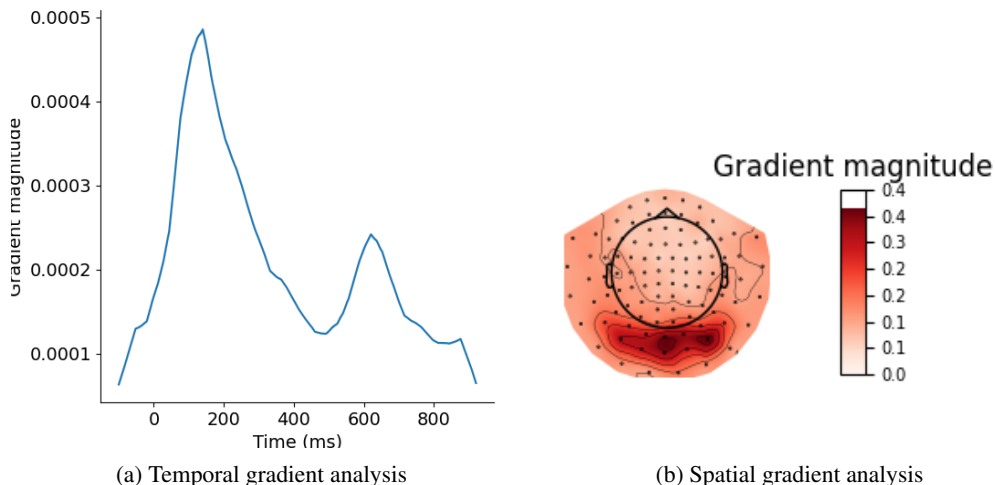 0.0005
0.0004
0.0003
0.0002
0.0001
Gradient magnitude
0 200 400 600 800
Time (ms)
(a) Temporal gradient analysis
Gradient magnitude
0.4
0.4
0.3
0.2
0.2
0.1
0.1
0.0
(b) Spatial gradient analysis